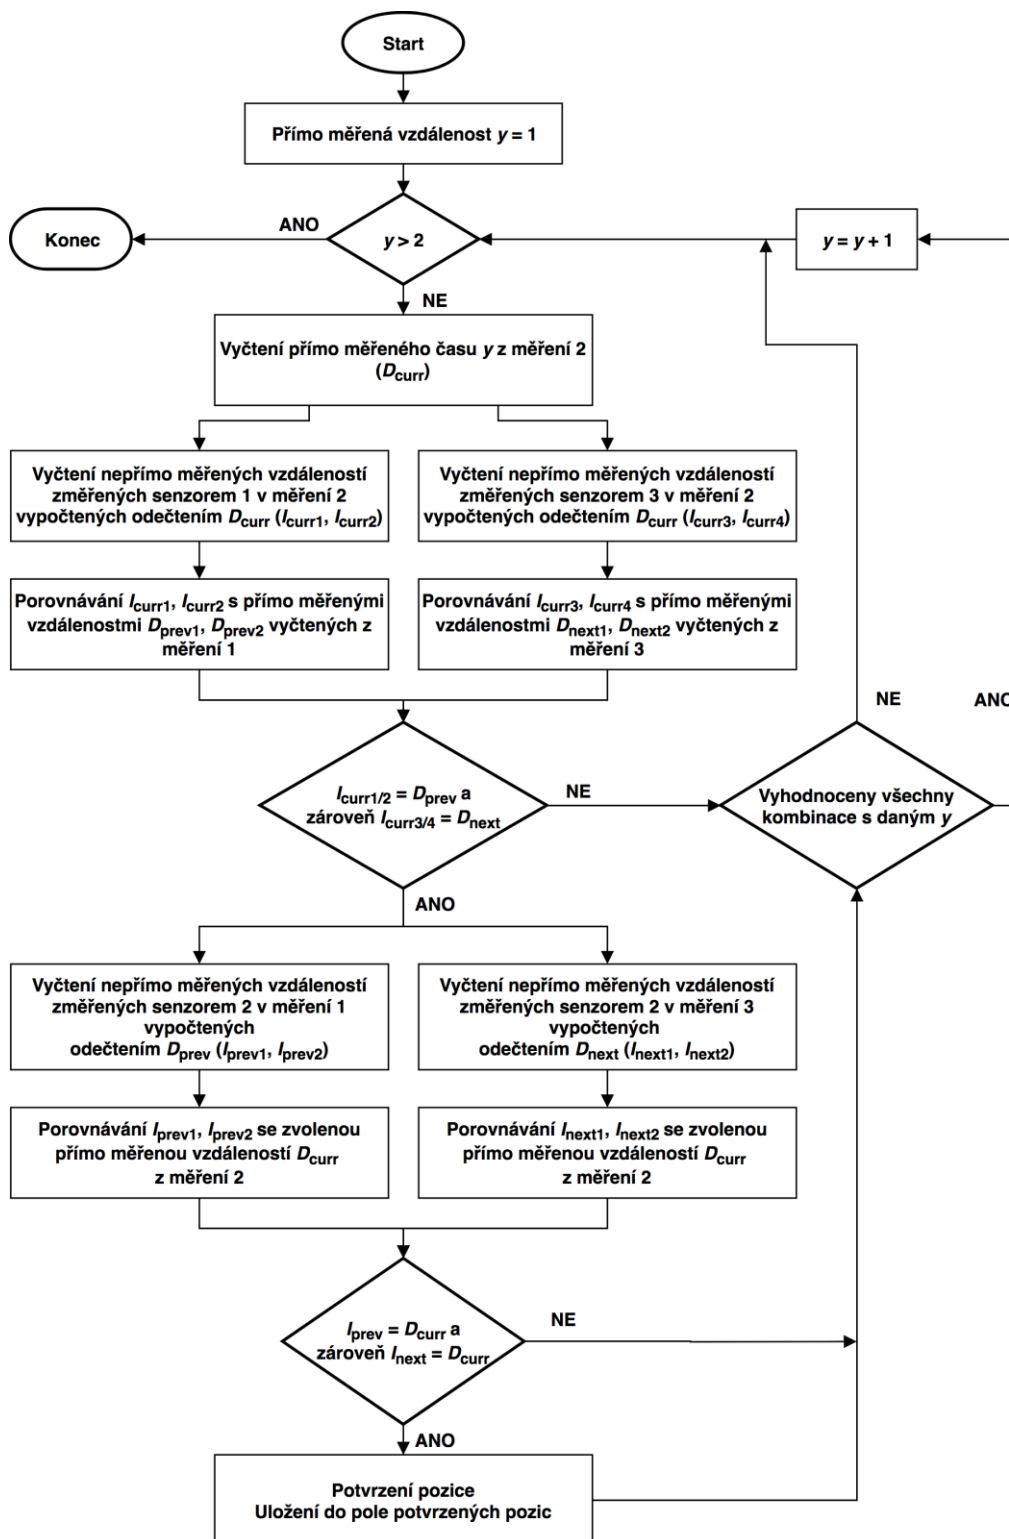 Start
Přímo měřená vzdálenost y = 1
ANO
Konec
y > 2
y = y + 1
NE
Vyčtení přímo měřeného času y z měření 2
(Dcurr)
Vyčtení nepřímo měřených vzdáleností
změřených senzorem 1 v měření 2
vypočtených odečtením Dcurr (Icurr1, Icurr2)
Vyčtení nepřímo měřených vzdáleností
změřených senzorem 3 v měření 2
vypočtených odečtením Dcurr (Icurr3, Icurr4)
Porovnávání Icurr1, Icurr2 s přímo měřenými
vzdálenostmi Dprev1, Dprev2 vyčtených z
měření 1
Porovnávání Icurr3, Icurr4 s přímo měřenými
vzdálenostmi Dnext1, Dnext2 vyčtených z
měření 3
NE
ANO
Icurr1/2 = Dprev a
zároveň Icurr3/4 = Dnext
NE
Vyhodnoceny všechny
kombinace s daným y
ANO
Vyčtení nepřímo měřených vzdáleností
změřených senzorem 2 v měření 1
vypočtených
odečtením Dprev (Iprev1, Iprev2)
Vyčtení nepřímo měřených vzdáleností
změřených senzorem 2 v měření 3
vypočtených
odečtením Dnext (Inext1, Inext2)
Porovnávání Iprev1, Iprev2 se zvolenou
přímo měřenou vzdáleností Dcurr
z měření 2
Porovnávání Inext1, Inext2 se zvolenou
přímo měřenou vzdáleností Dcurr
z měření 2
Iprev = Dcurr a
zároveň Inext = Dcurr
NE
ANO
Potvrzení pozice
Uložení do pole potvrzených pozic